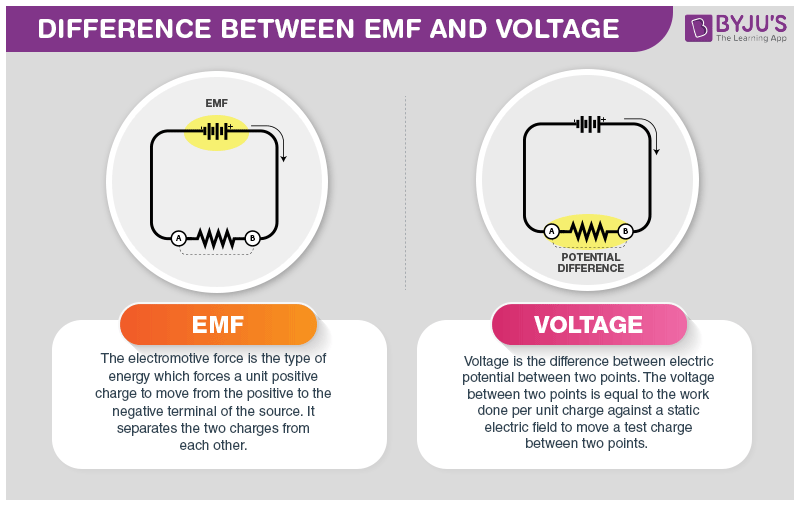 DIFFERENCE BETWEEN EMF AND VOLTAGE
BYJU'S
The Learning App
EMF
- +
A B
- +
A B
POTENTIAL
DIFFERENCE
EMF
The electromotive force is the type of
energy which forces a unit positive
charge to move from the positive to the
negative terminal of the source. It
separates the two charges from
each other.
VOLTAGE
Voltage is the difference between electric
potential between two points. The voltage
between two points is equal to the work
done per unit charge against a static
electric field to move a test charge
between two points.